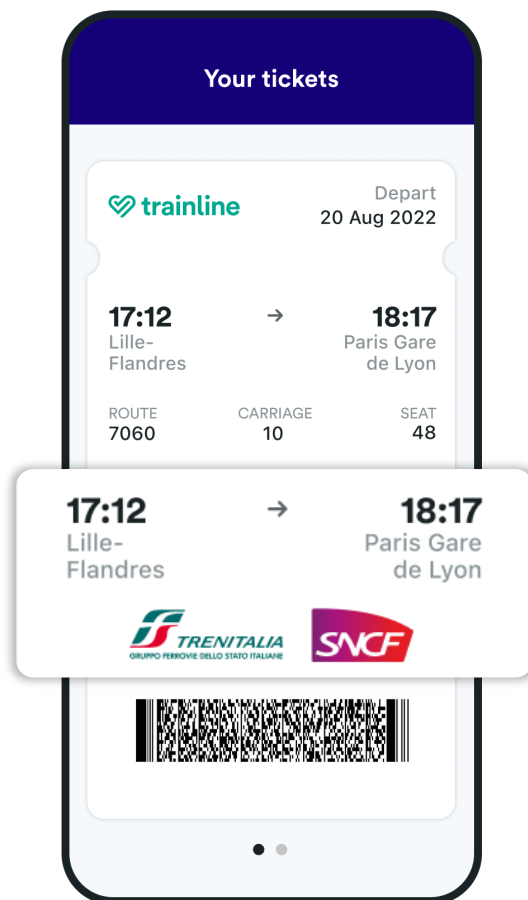 Your tickets
trainline
Depart
20 Aug 2022
17:12 → 18:17
Lille- Paris Gare
Flandres de Lyon
ROUTE CARRIAGE SEAT
7060 10 48
17:12 → 18:17
Lille- Paris Gare
Flandres de Lyon
TRENITALIA SNCF
GRUPPO FERROVIE DELLO STATO ITALIANE